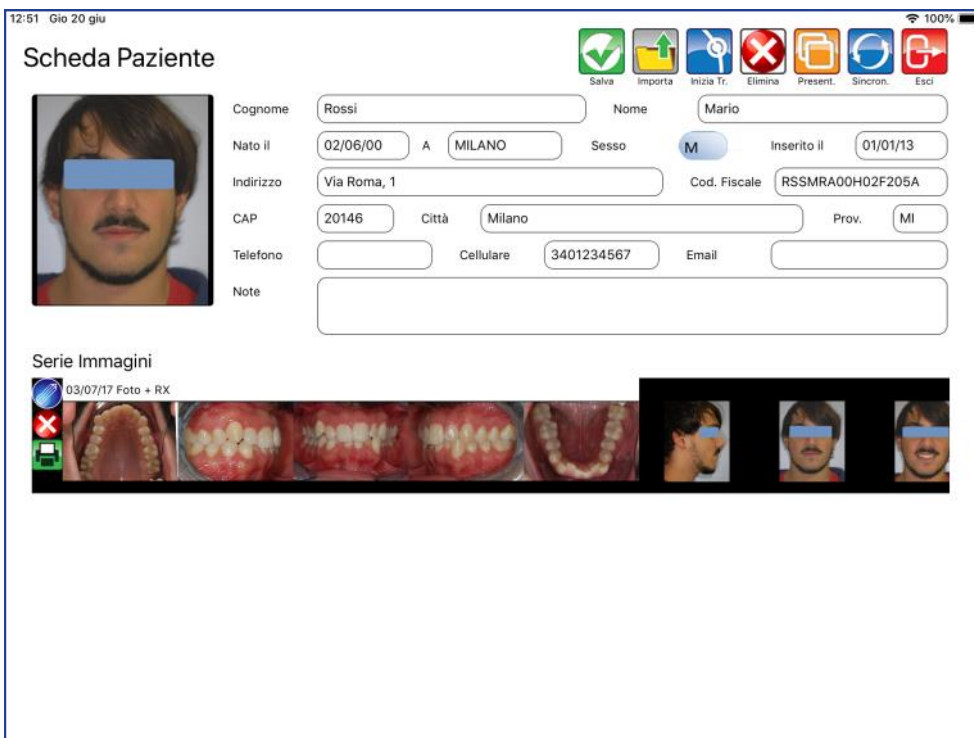 12:51 Gio 20 giu 100%
Scheda Paziente
Salva Importa Inizia Tr. Elimina Present. Sincron. Esci
Cognome Rossi Nome Mario
Nato il 02/06/00 A MILANO Sesso M Inserito il 01/01/13
Indirizzo Via Roma, 1 Cod. Fiscale RSSMRA00H02F205A
CAP 20146 Città Milano Prov. MI
Telefono Cellulare 3401234567 Email
Note
Serie Immagini
03/07/17 Foto + RX